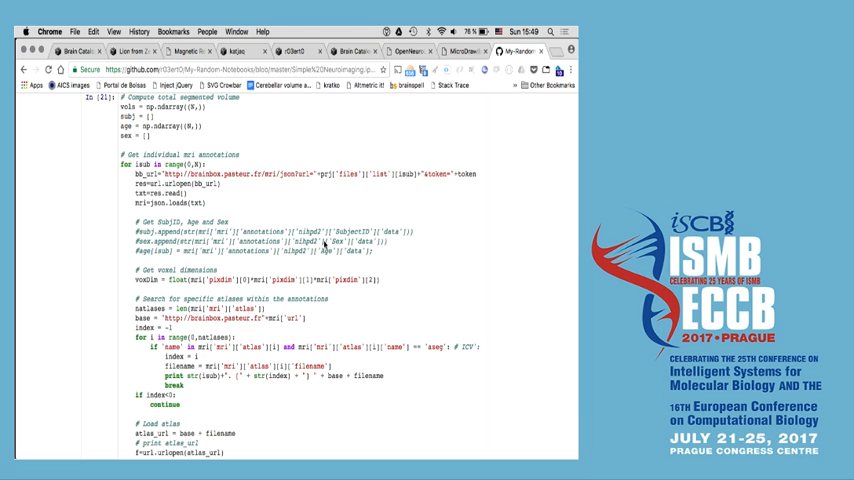 Chrome File Edit View History Bookmarks People Window Help 76% Sun 15:49
Brain Catal Lion from Z Magnetic Re katjaq r03ert0 Brain Catal OpenNeuro MicroDraw My-Random
Secure https://github.com/r03ert0/My-Random-Notebooks/blob/master/Simple%20Neuroimaging.ip...
Apps AICS images Portal de Bolsas Inject jQuery SVG Crowbar Cerebellar volume a... kratko Altmetric it! brainspell Stack Trace » Other Bookmarks
In [21]: # Compute total segmented volume
vols = np.ndarray((N,))
subj = []
age = np.ndarray((N,))
sex = []
# Get individual mri annotations
for isub in range(0,N):
bb_url="http://brainbox.pasteur.fr/mri/json?url="+prj['files']['list'][isub]+"&token="+token
res=url.urlopen(bb_url)
txt=res.read()
mri=json.loads(txt)
# Get SubjID, Age and Sex
#subj.append(str(mri['mri']['annotations']['nihpd2']['SubjectID']['data']))
#sex.append(str(mri['mri']['annotations']['nihpd2']['Sex']['data']))
#age[isub] = mri['mri']['annotations']['nihpd2']['Age']['data'];
# Get voxel dimensions
voxDim = float(mri['pixdim'][0]*mri['pixdim'][1]*mri['pixdim'][2])
# Search for specific atlases within the annotations
natlases = len(mri['mri']['atlas'])
base = "http://brainbox.pasteur.fr"+mri['url']
index = -1
for i in range(0,natlases):
if 'name' in mri['mri']['atlas'][i] and mri['mri']['atlas'][i]['name'] == 'aseg': # ICV':
index = i
filename = mri['mri']['atlas'][i]['filename']
print str(isub)+". [" + str(index) + "] " + base + filename
break
if index<0:
continue
# Load atlas
atlas_url = base + filename
# print atlas_url
f=url.urlopen(atlas_url)
iSCB
ISMB
CELEBRATING 25 YEARS OF ISMB
ECCB
2017 • PRAGUE
CELEBRATING THE 25TH CONFERENCE ON
Intelligent Systems for
Molecular Biology AND THE
16TH European Conference
on Computational Biology
JULY 21-25, 2017
PRAGUE CONGRESS CENTRE